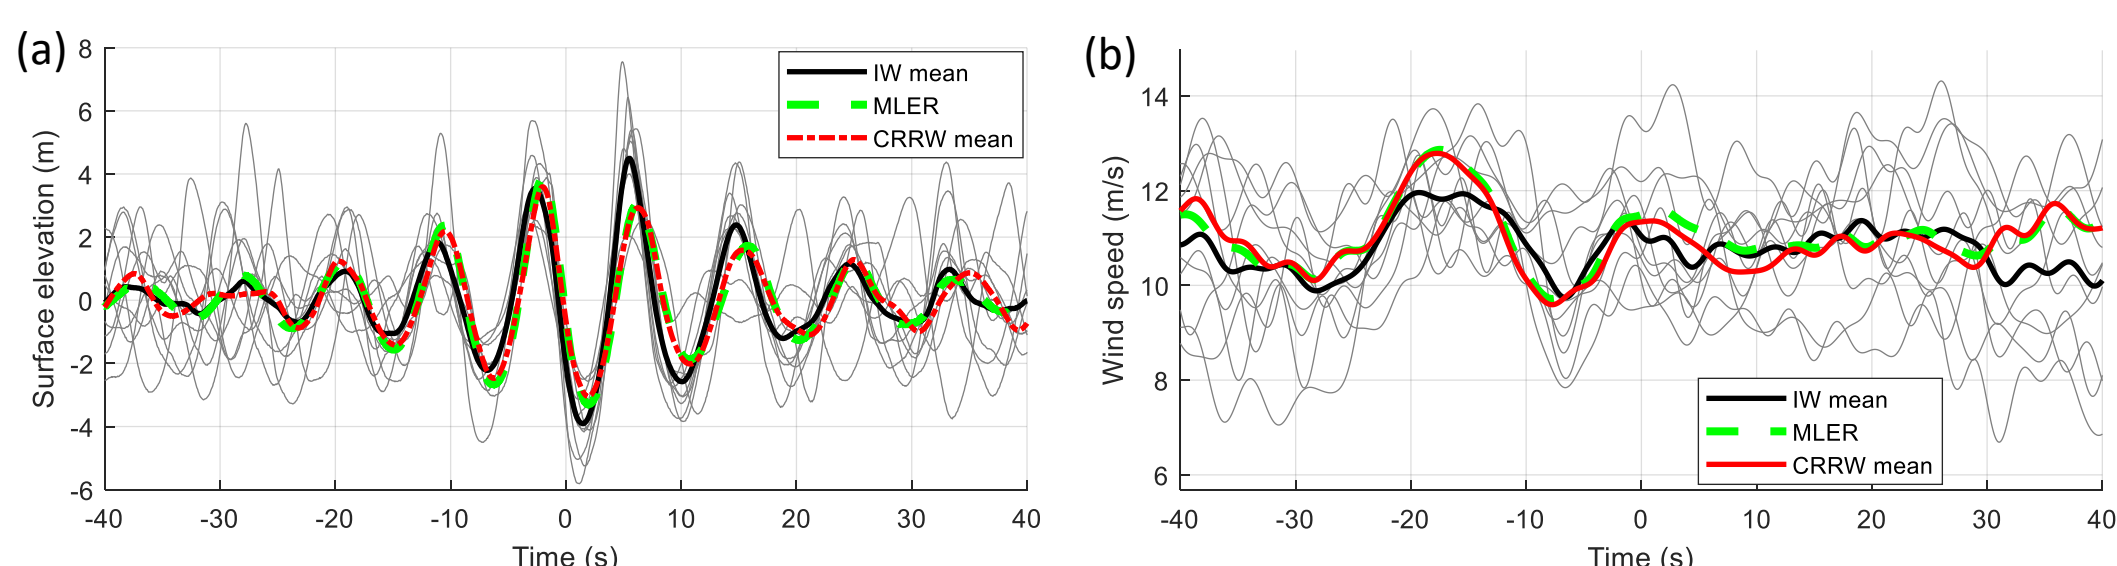 (a)
Surface elevation (m)
8
6
4
2
0
-2
-4
-6
-40 -30 -20 -10 0 10 20 30 40
Time (s)
IW mean
MLER
CRRW mean
(b)
Wind speed (m/s)
14
12
10
8
6
-40 -30 -20 -10 0 10 20 30 40
Time (s)
IW mean
MLER
CRRW mean